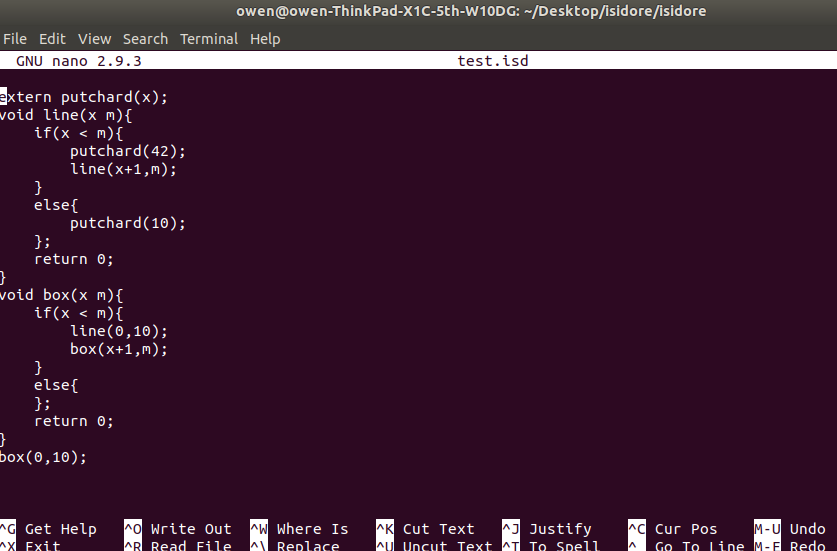 owen@owen-ThinkPad-X1C-5th-W10DG: ~/Desktop/isidore/isidore
File Edit View Search Terminal Help
GNU nano 2.9.3 test.isd
extern putchard(x);
void line(x m){
    if(x < m){
        putchard(42);
        line(x+1,m);
    }
    else{
        putchard(10);
    };
    return 0;
}
void box(x m){
    if(x < m){
        line(0,10);
        box(x+1,m);
    }
    else{
    };
    return 0;
}
box(0,10);
^G Get Help ^O Write Out ^W Where Is ^K Cut Text ^J Justify ^C Cur Pos M-U Undo
^X Exit ^R Read File ^\ Replace ^U Uncut Text ^T To Spell ^_ Go To Line M-E Redo